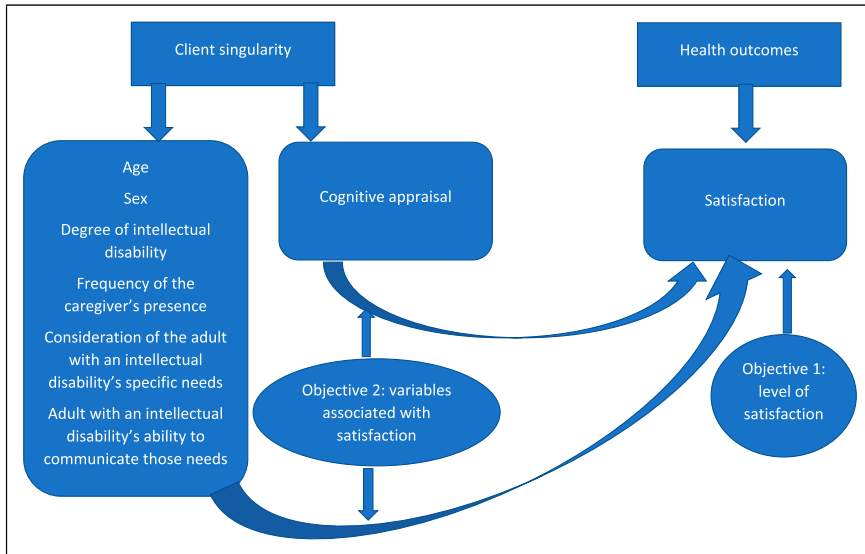 Client singularity
Health outcomes
Age
Sex
Degree of intellectual
disability
Frequency of the
caregiver’s presence
Consideration of the adult
with an intellectual
disability’s specific needs
Adult with an intellectual
disability’s ability to
communicate those needs
Cognitive appraisal
Satisfaction
Objective 2: variables
associated with
satisfaction
Objective 1:
level of
satisfaction